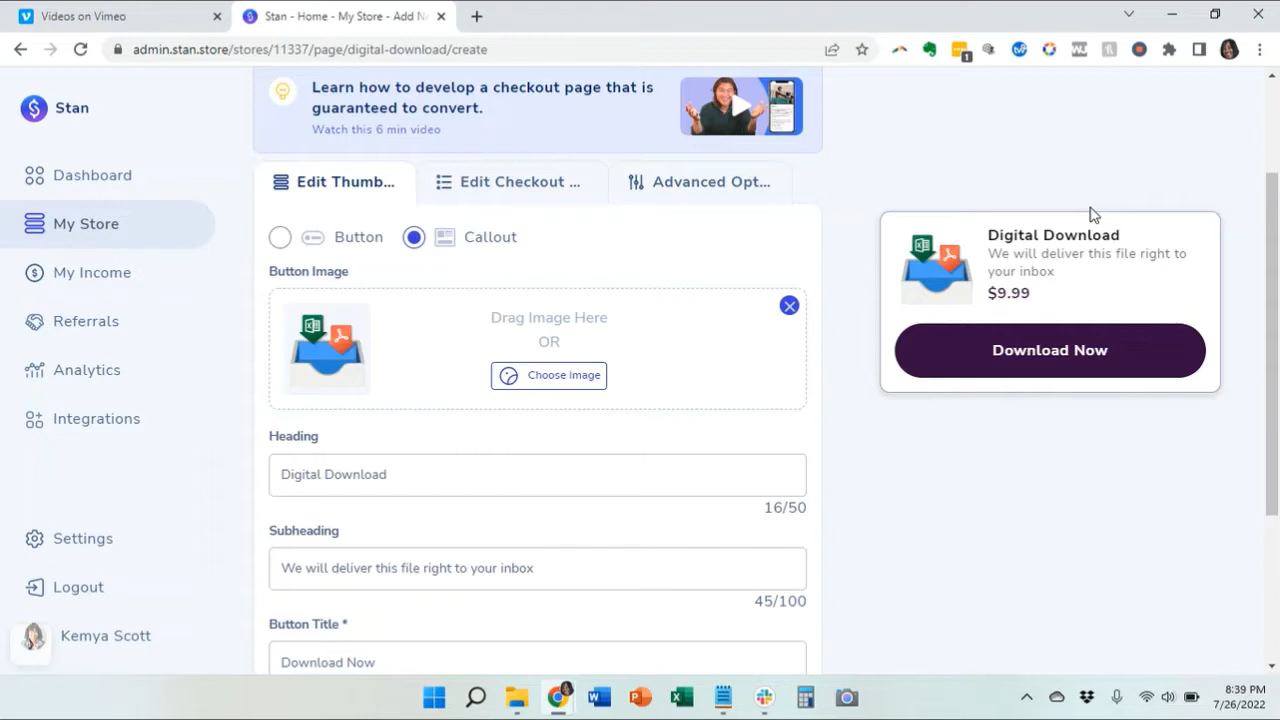 Videos on Vimeo
Stan - Home - My Store - Add N
admin.stan.store/stores/11337/page/digital-download/create
1
Stan
Dashboard
My Store
My Income
Referrals
Analytics
Integrations
Settings
Logout
Kemya Scott
Learn how to develop a checkout page that is
guaranteed to convert.
Watch this 6 min video
Edit Thumb...
Edit Checkout ...
Advanced Opt...
Button
Callout
Button Image
Drag Image Here
OR
Choose Image
Heading
Digital Download
16/50
Subheading
We will deliver this file right to your inbox
45/100
Button Title *
Download Now
Digital Download
We will deliver this file right to
your inbox
$9.99
Download Now
8:39 PM
7/26/2022